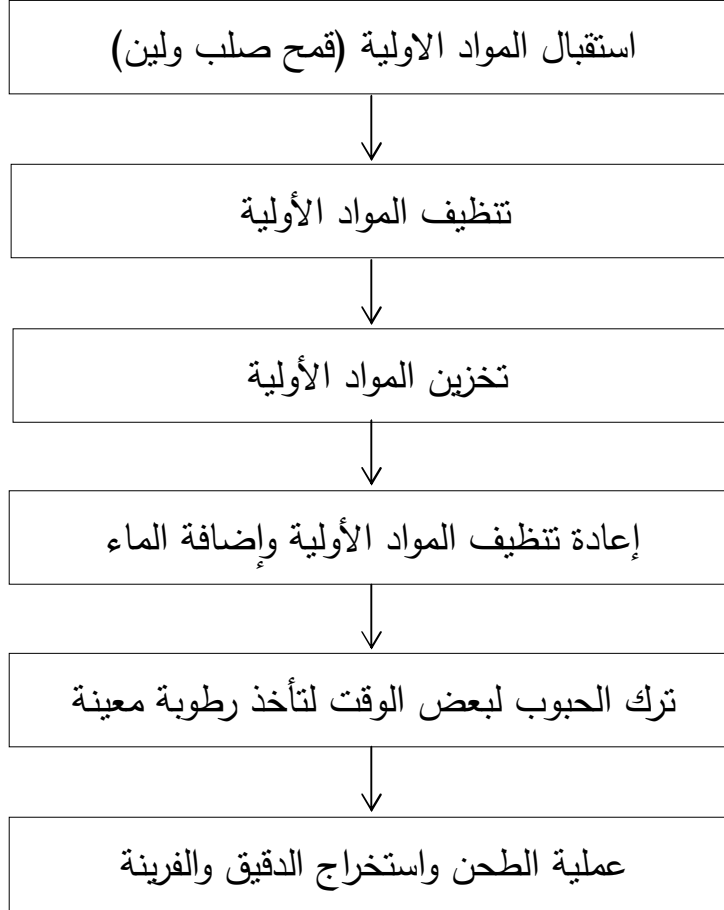 استقبال المواد الاولية (قمح صلب ولين)
تنظيف المواد الأولية
تخزين المواد الأولية
إعادة تنظيف المواد الأولية وإضافة الماء
ترك الحبوب لبعض الوقت لتأخذ رطوبة معينة
عملية الطحن واستخراج الدقيق والفرينة